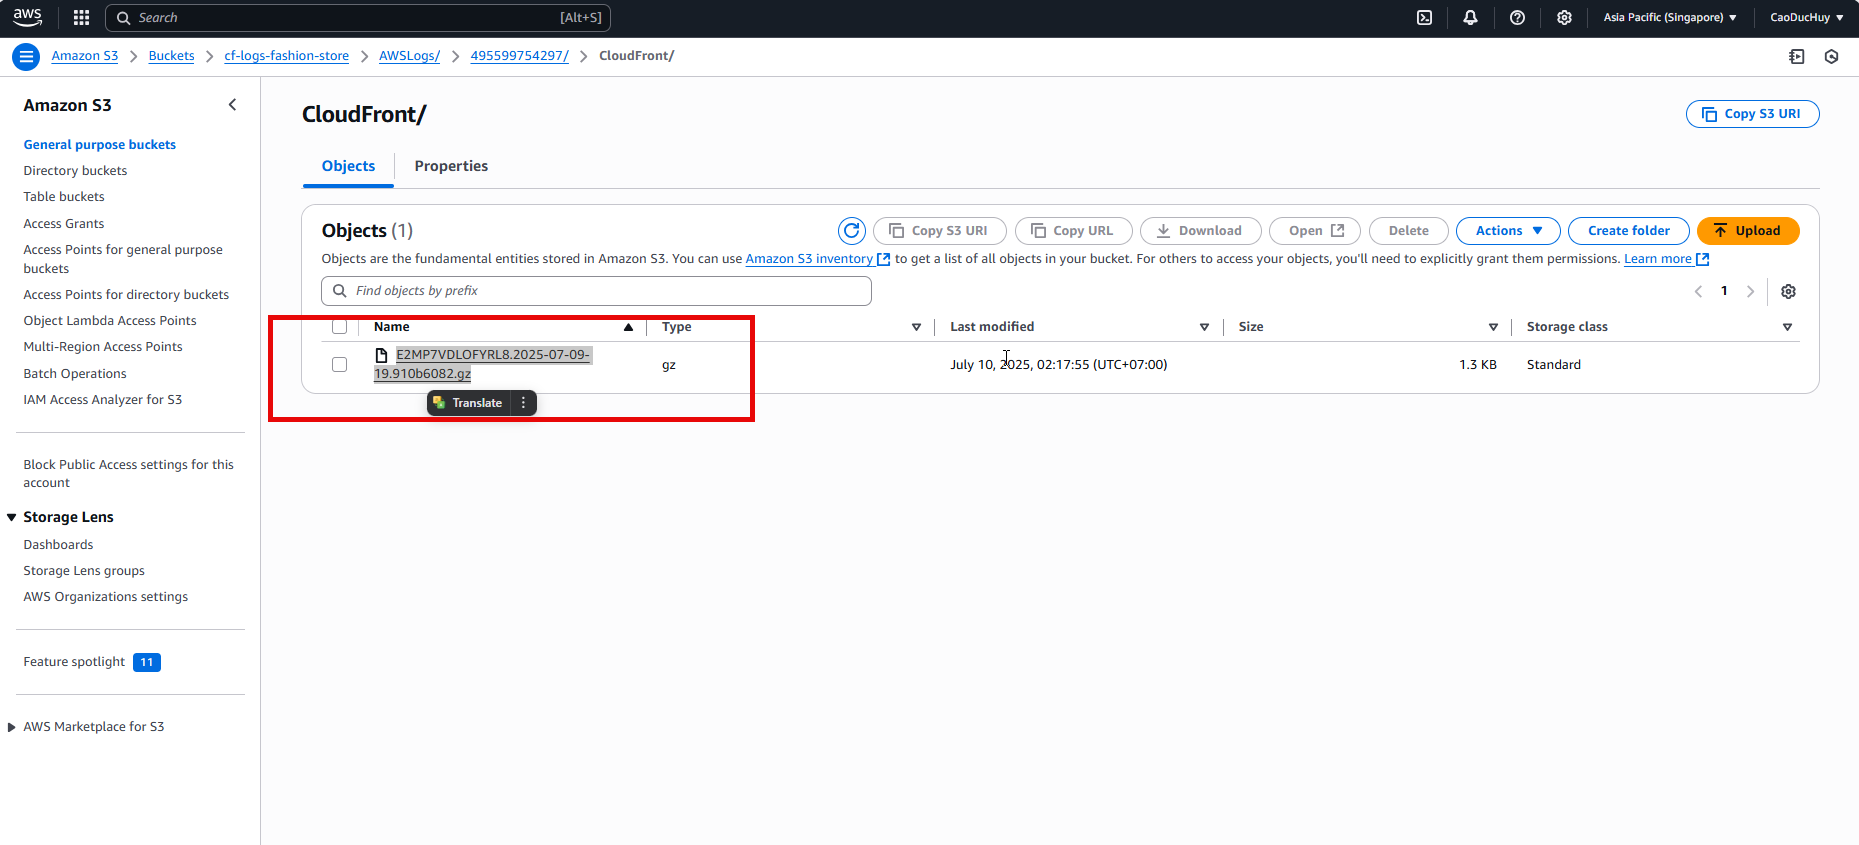 aws
Search
[Alt+S]
Asia Pacific (Singapore)
CaoDucHuy
Amazon S3
Buckets
cf-logs-fashion-store
AWSLogs/
495599754297/
CloudFront/
Amazon S3
General purpose buckets
Directory buckets
Table buckets
Access Grants
Access Points for general purpose
buckets
Access Points for directory buckets
Object Lambda Access Points
Multi-Region Access Points
Batch Operations
IAM Access Analyzer for S3
Block Public Access settings for this
account
Storage Lens
Dashboards
Storage Lens groups
AWS Organizations settings
Feature spotlight 11
AWS Marketplace for S3
CloudFront/
Copy S3 URI
Objects
Properties
Objects (1)
Copy S3 URI
Copy URL
Download
Open
Delete
Actions
Create folder
Upload
Objects are the fundamental entities stored in Amazon S3. You can use Amazon S3 inventory to get a list of all objects in your bucket. For others to access your objects, you'll need to explicitly grant them permissions. Learn more
Find objects by prefix
1
Name
Type
Last modified
Size
Storage class
E2MP7VDLOFYRL8.2025-07-09-
19.910b6082.gz
gz
July 10, 2025, 02:17:55 (UTC+07:00)
1.3 KB
Standard
Translate